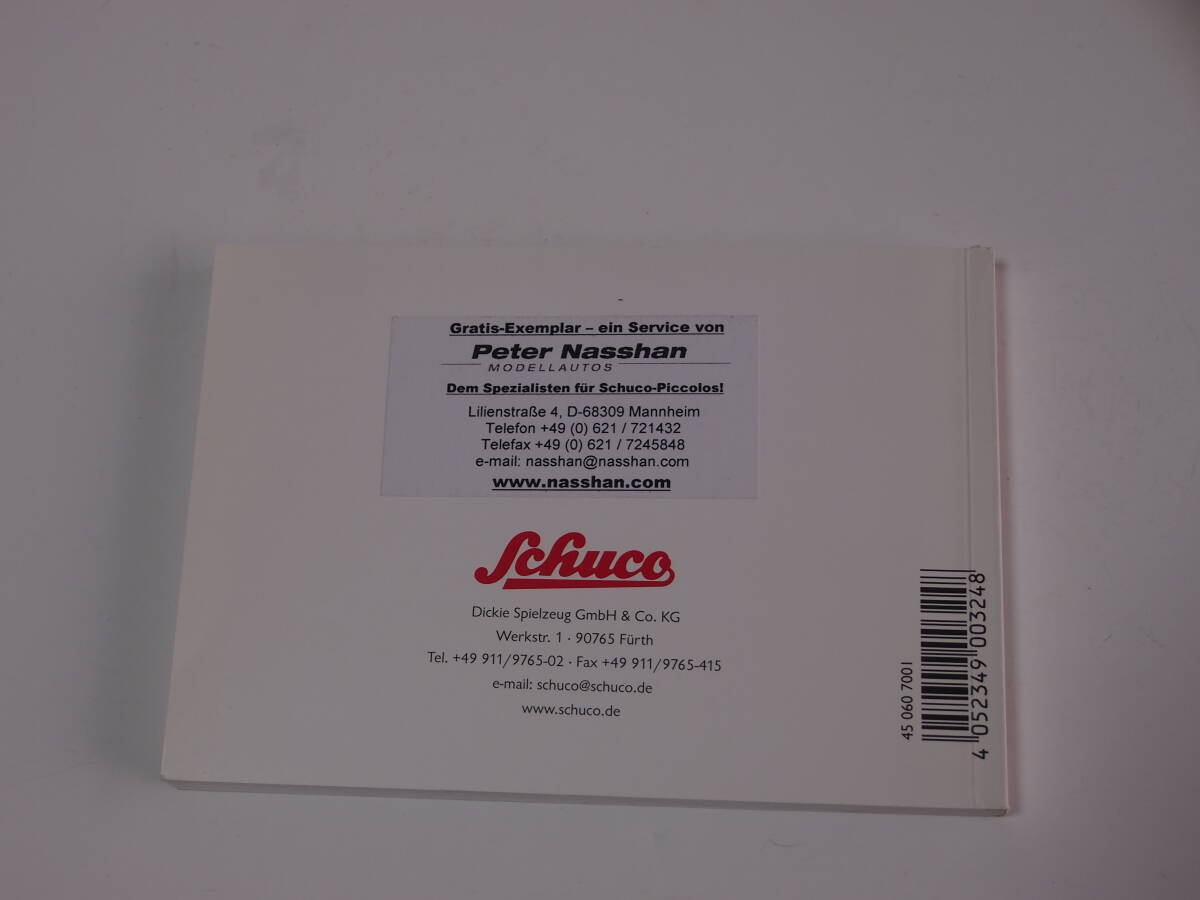 Gratis-Exemplar – ein Service von
Peter Nasshan
MODELLAUTOS
Dem Spezialisten für Schuco-Piccolos!
Lilienstraße 4, D-68309 Mannheim
Telefon +49 (0) 621 / 721432
Telefax +49 (0) 621 / 7245848
e-mail: nasshan@nasshan.com
www.nasshan.com
Schuco
Dickie Spielzeug GmbH & Co. KG
Werkstr. 1 · 90765 Fürth
Tel. +49 911/9765-02 · Fax +49 911/9765-415
e-mail: schuco@schuco.de
www.schuco.de
45 060 7001
4 052349 003248